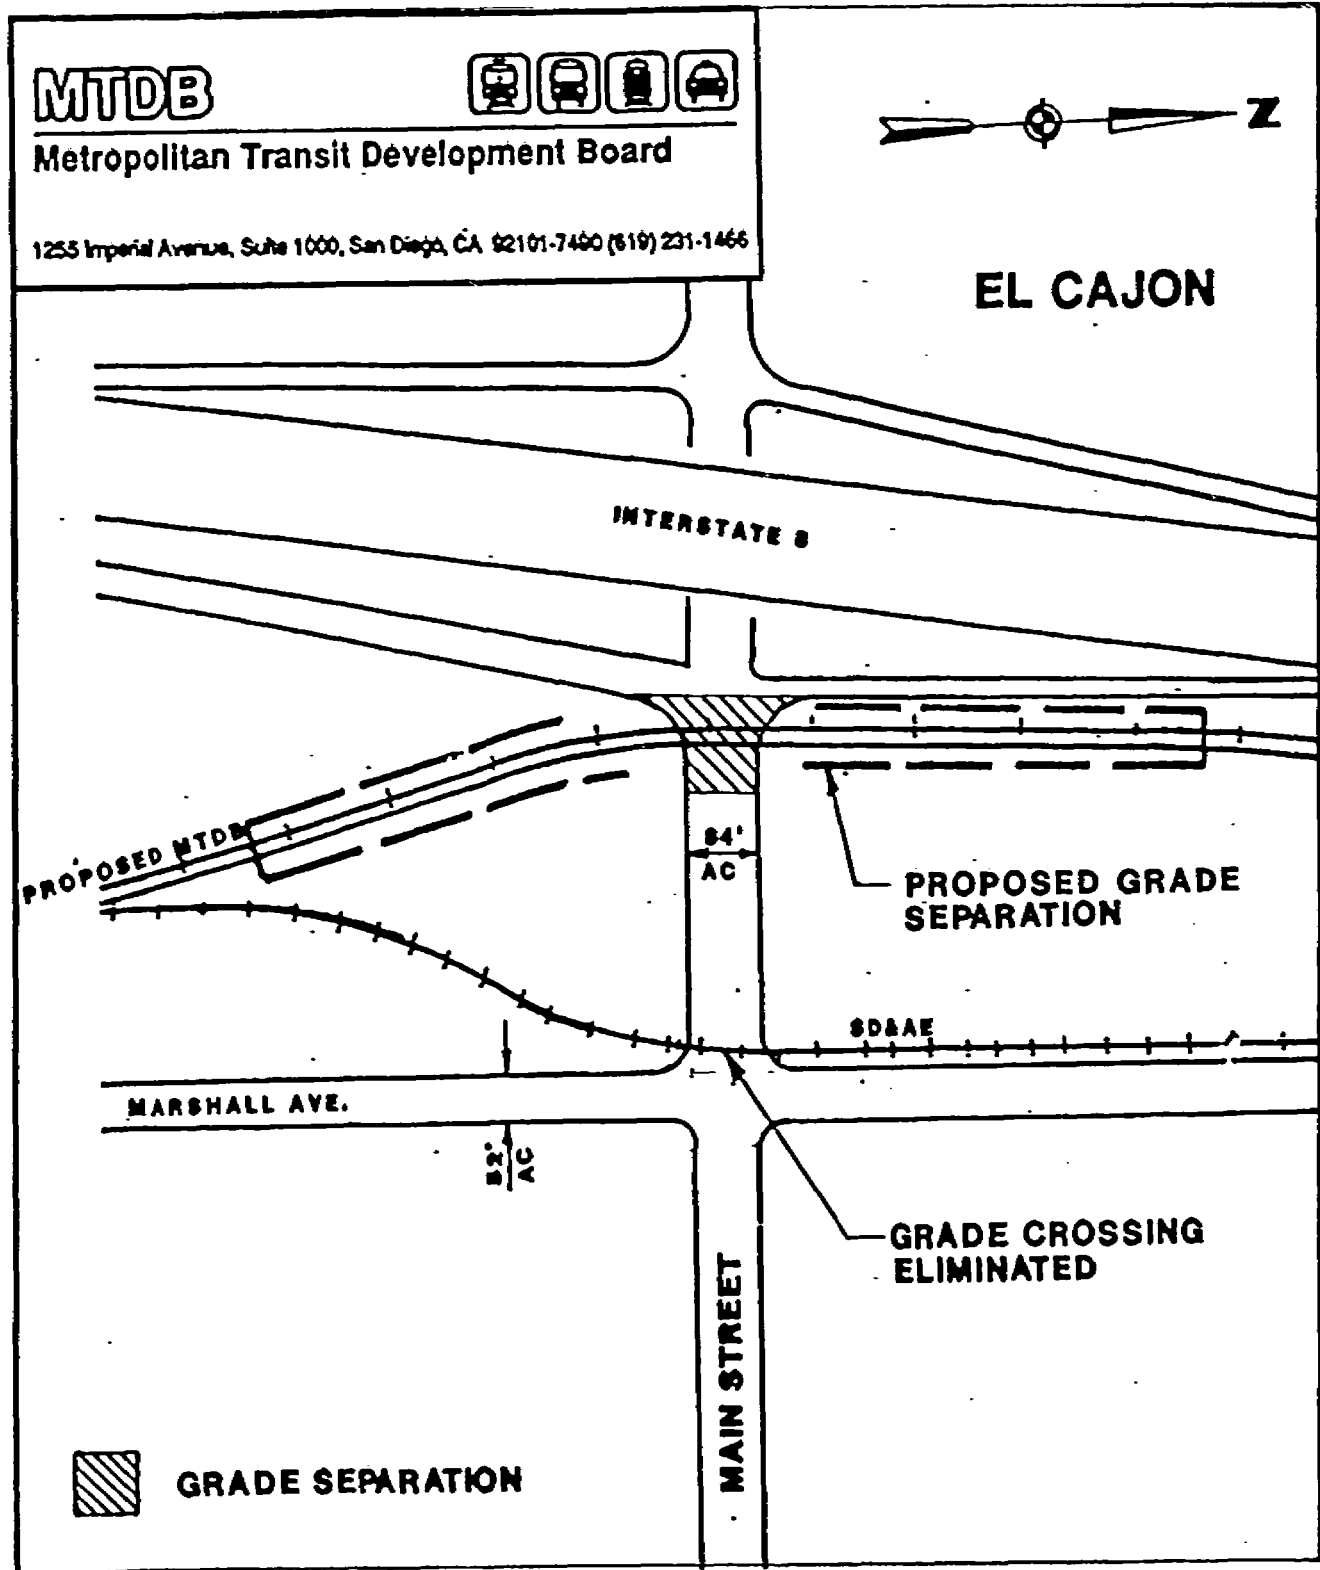 MTDB
Metropolitan Transit Development Board
1255 Imperial Avenue, Suite 1000, San Diego, CA 92101-7490 (619) 231-1466
N
EL CAJON
INTERSTATE 8
PROPOSED MTDB
84'
AC
PROPOSED GRADE
SEPARATION
SD&AE
MARSHALL AVE.
52'
AC
GRADE CROSSING
ELIMINATED
MAIN STREET
GRADE SEPARATION